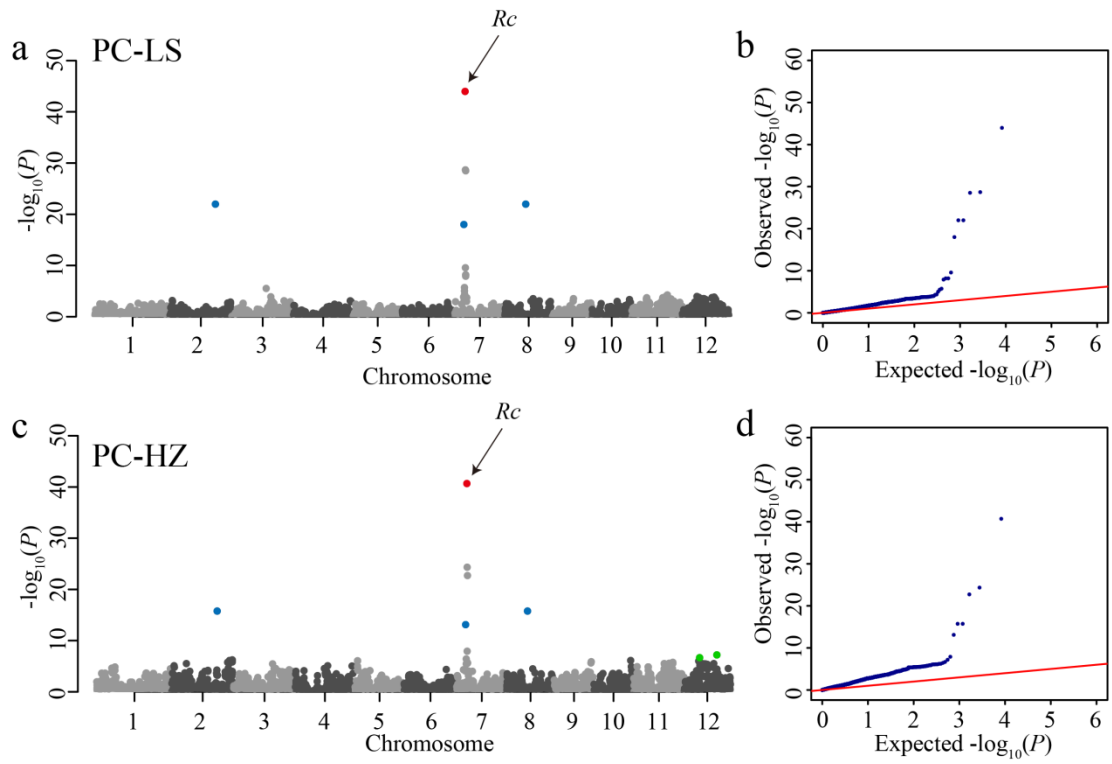 a
PC-LS
Rc
-log10(P)
0 10 20 30 40 50
1 2 3 4 5 6 7 8 9 10 11 12
Chromosome
b
Observed -log10(P)
0 10 20 30 40 50 60
0 1 2 3 4 5 6
Expected -log10(P)
c
PC-HZ
Rc
-log10(P)
0 10 20 30 40 50
1 2 3 4 5 6 7 8 9 10 11 12
Chromosome
d
Observed -log10(P)
0 10 20 30 40 50 60
0 1 2 3 4 5 6
Expected -log10(P)